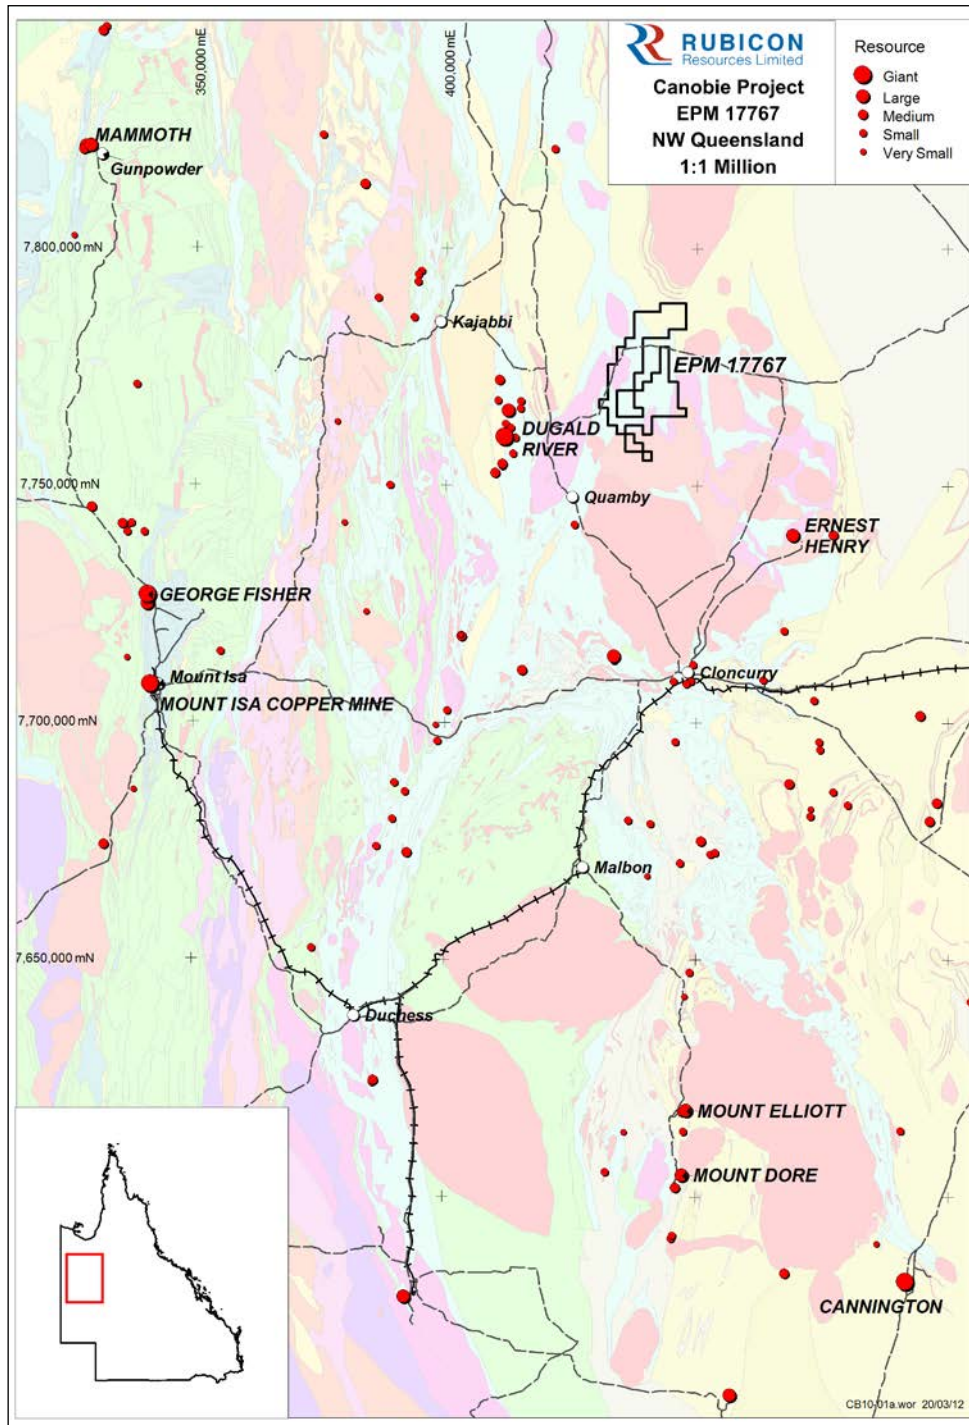 350,000 mE
400,000 mE
RUBICON
Resources Limited
Canobie Project
EPM 17767
NW Queensland
1:1 Million
Resource
Giant
Large
Medium
Small
Very Small
MAMMOTH
Gunpowder
7,800,000 mN
Kajabbi
EPM 17767
DUGALD
RIVER
7,750,000 mN
Quamby
ERNEST
HENRY
GEORGE FISHER
Mount Isa
Cloncurry
MOUNT ISA COPPER MINE
7,700,000 mN
Malbon
7,650,000 mN
Duchess
MOUNT ELLIOTT
MOUNT DORE
CANNINGTON
CB10-01a.wor 20/03/12